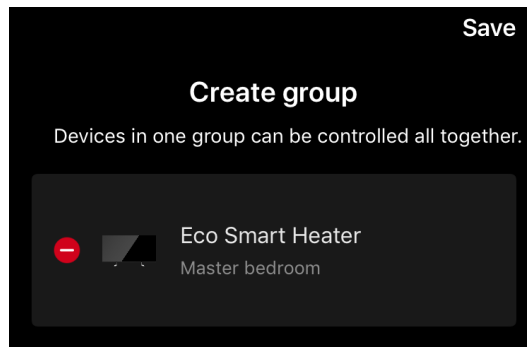 Save
Create group
Devices in one group can be controlled all together.
Eco Smart Heater
Master bedroom